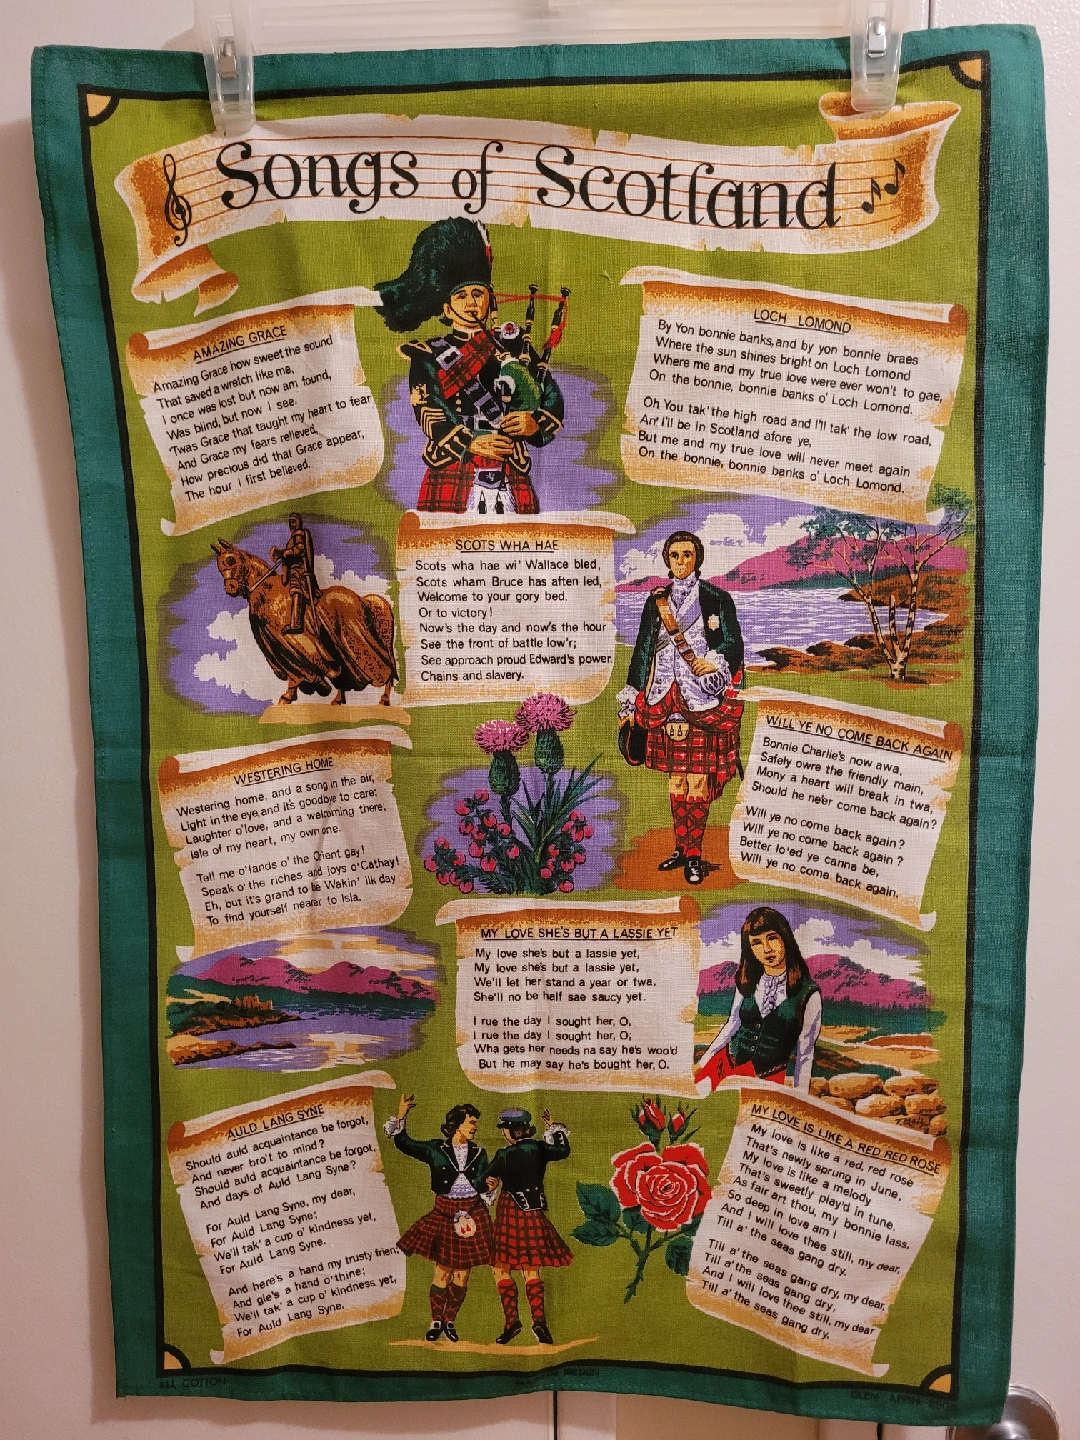 Songs of Scotland
AMAZING GRACE
Amazing Grace how sweet the sound
That saved a wretch like me,
I once was lost but now am found,
Was blind, but now I see.
'Twas Grace that taught my heart to fear
And Grace my fears relieved,
How precious did that Grace appear,
The hour I first believed.
LOCH LOMOND
By Yon bonnie banks, and by yon bonnie braes
Where the sun shines bright on Loch Lomond
Where me and my true love were ever won't to gae,
On the bonnie, bonnie banks o' Loch Lomond.
Oh You tak' the high road and I'll tak' the low road,
An' I'll be in Scotland afore ye,
But me and my true love will never meet again
On the bonnie, bonnie banks o' Loch Lomond.
SCOTS WHA HAE
Scots wha hae wi' Wallace bled,
Scots wham Bruce has aften led,
Welcome to your gory bed.
Or to victory!
Now's the day and now's the hour
See the front of battle low'r;
See approach proud Edward's power.
Chains and slavery.
WILL YE NO COME BACK AGAIN
Bonnie Charlie's now awa,
Safely owre the friendly main,
Mony a heart will break in twa,
Should he ne'er come back again?
Will ye no come back again?
Will ye no come back again?
Better lo'ed ye canna be,
Will ye no come back again.
WESTERING HOME
Westering home, and a song in the air,
Light in the eye, and it's goodbye to care;
Laughter o' love, and a welcoming there,
Isle of my heart, my own one.
Tell me o' lands o' the Orient gay!
Speak o' the riches and joys o' Cathay!
Eh, but it's grand to be Wakin' ilk day
To find yourself nearer to Isla.
MY LOVE SHE'S BUT A LASSIE YET
My love she's but a lassie yet,
My love she's but a lassie yet,
We'll let her stand a year or twa,
She'll no be half sae saucy yet.
I rue the day I sought her, O,
I rue the day I sought her, O;
Wha gets her needs na say he's woo'd
But he may say he's bought her, O.
AULD LANG SYNE
Should auld acquaintance be forgot,
And never bro't to mind?
Should auld acquaintance be forgot,
And days of Auld Lang Syne?
For Auld Lang Syne, my dear,
For Auld Lang Syne;
We'll tak' a cup o' kindness yet,
For Auld Lang Syne.
And here's a hand my trusty frien;
And gie's a hand o' thine;
We'll tak' a cup o' kindness yet,
For Auld Lang Syne.
MY LOVE IS LIKE A RED RED ROSE
My love is like a red, red rose
That's newly sprung in June,
My love is like a melody
That's sweetly play'd in tune.
As fair art thou, my bonnie lass,
So deep in love am I
And I will love thee still, my dear,
Till a' the seas gang dry.
Till a' the seas gang dry, my dear,
Till a' the seas gang dry,
And I will love thee still, my dear
Till a' the seas gang dry.
ALL COTTON
BRITAIN
GLEN